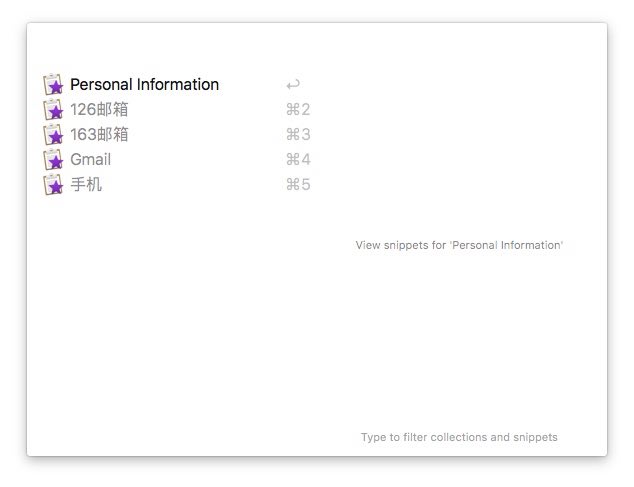 Personal Information ↩
126邮箱 ⌘2
163邮箱 ⌘3
Gmail ⌘4
手机 ⌘5
View snippets for 'Personal Information'
Type to filter collections and snippets